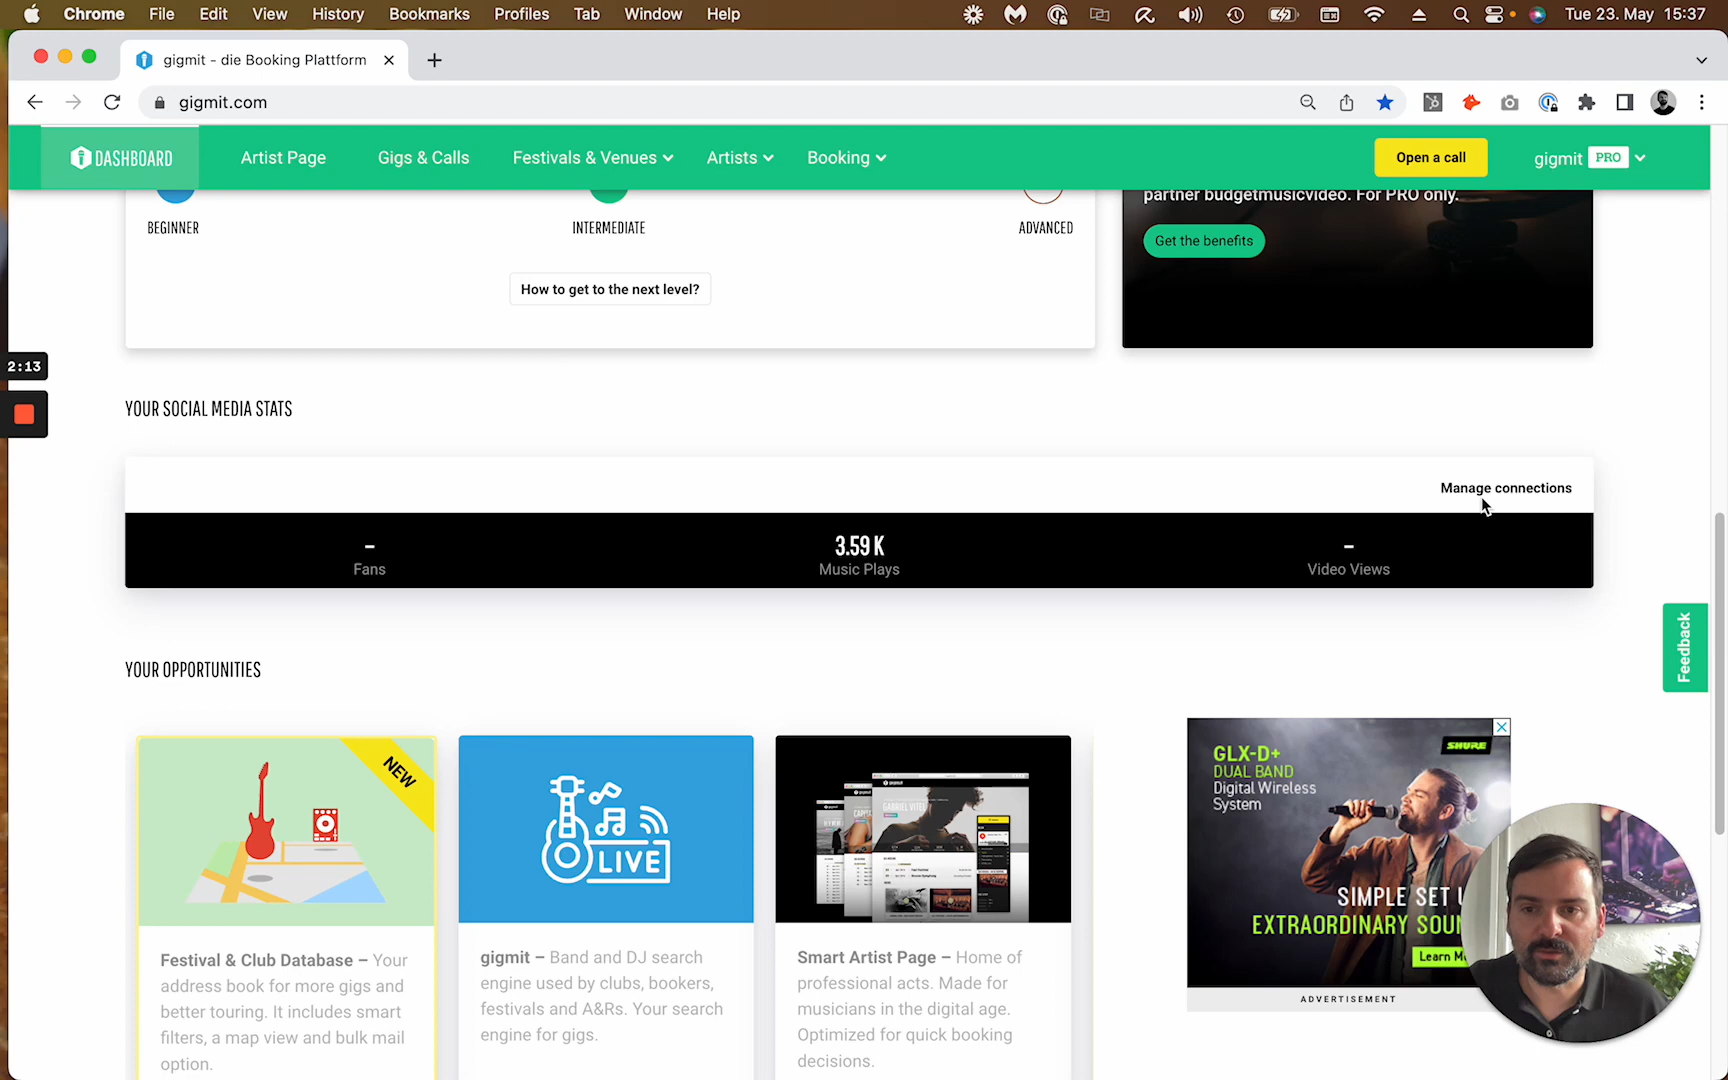 Chrome File Edit View History Bookmarks Profiles Tab Window Help Tue 23. May 15:37
gigmit - die Booking Plattform
gigmit.com
DASHBOARD Artist Page Gigs & Calls Festivals & Venues Artists Booking Open a call gigmit PRO
partner budgetmusicvideo. For PRO only.
BEGINNER INTERMEDIATE ADVANCED
Get the benefits
How to get to the next level?
2:13
YOUR SOCIAL MEDIA STATS
Manage connections
– 3.59 K –
Fans Music Plays Video Views
Feedback
YOUR OPPORTUNITIES
NEW
LIVE
gigmit
GABRIEL VITEL
SHURE
GLX-D+
DUAL BAND
Digital Wireless
System
SIMPLE SET U
EXTRAORDINARY SOUN
Learn M
ADVERTISEMENT
Festival & Club Database – Your
address book for more gigs and
better touring. It includes smart
filters, a map view and bulk mail
option.
gigmit – Band and DJ search
engine used by clubs, bookers,
festivals and A&Rs. Your search
engine for gigs.
Smart Artist Page – Home of
professional acts. Made for
musicians in the digital age.
Optimized for quick booking
decisions.